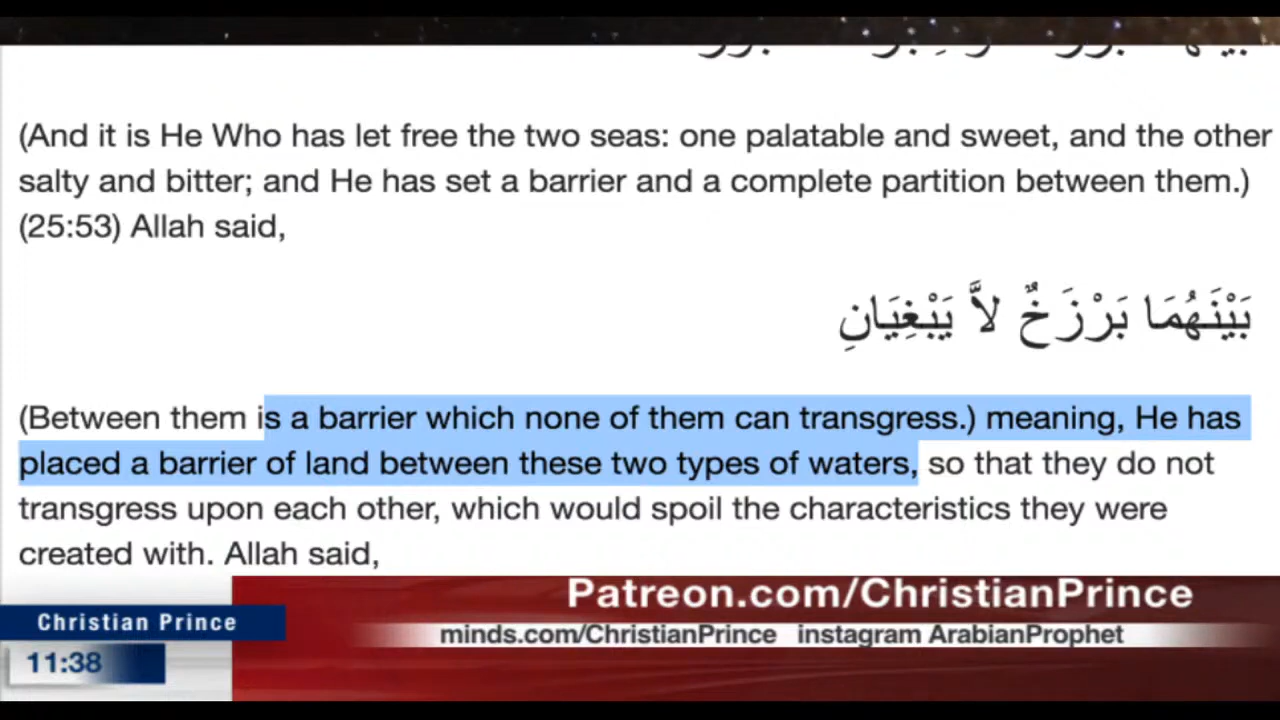 (And it is He Who has let free the two seas: one palatable and sweet, and the other
salty and bitter; and He has set a barrier and a complete partition between them.)
(25:53) Allah said,
بَيْنَهُمَا بَرْزَخٌ لاَّ يَبْغِيَانِ
(Between them is a barrier which none of them can transgress.) meaning, He has
placed a barrier of land between these two types of waters, so that they do not
transgress upon each other, which would spoil the characteristics they were
created with. Allah said,
Patreon.com/ChristianPrince
Christian Prince
minds.com/ChristianPrince instagram ArabianProphet
11:38